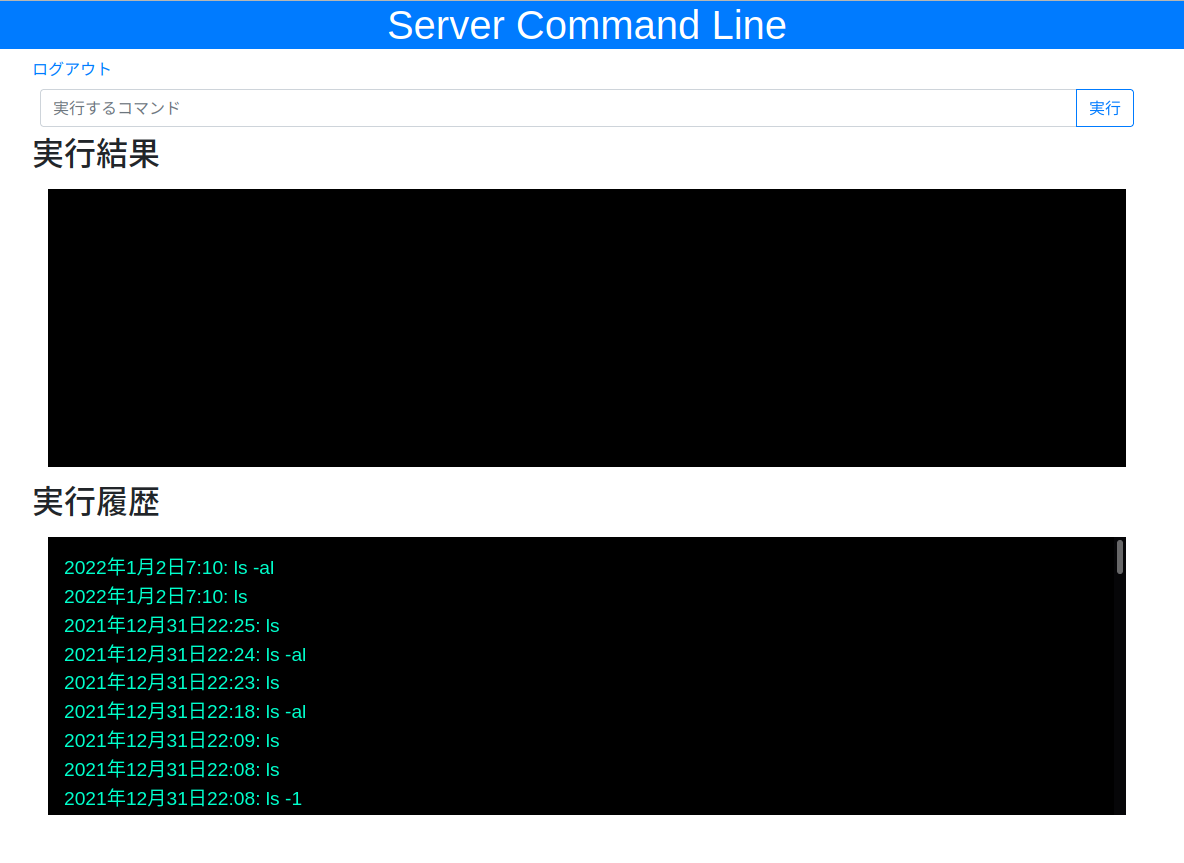 Server Command Line
ログアウト
実行するコマンド
実行
実行結果
実行履歴
2022年1月2日7:10: ls -al
2022年1月2日7:10: ls
2021年12月31日22:25: ls
2021年12月31日22:24: ls -al
2021年12月31日22:23: ls
2021年12月31日22:18: ls -al
2021年12月31日22:09: ls
2021年12月31日22:08: ls
2021年12月31日22:08: ls -1